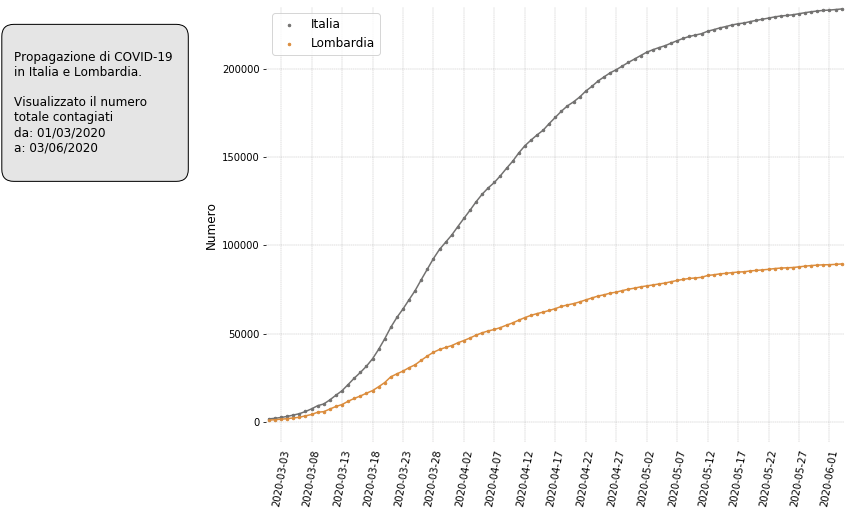 Propagazione di COVID-19
in Italia e Lombardia.
Visualizzato il numero
totale contagiati
da: 01/03/2020
a: 03/06/2020
Italia
Lombardia
Numero
200000
150000
100000
50000
0
2020-03-03
2020-03-08
2020-03-13
2020-03-18
2020-03-23
2020-03-28
2020-04-02
2020-04-07
2020-04-12
2020-04-17
2020-04-22
2020-04-27
2020-05-02
2020-05-07
2020-05-12
2020-05-17
2020-05-22
2020-05-27
2020-06-01